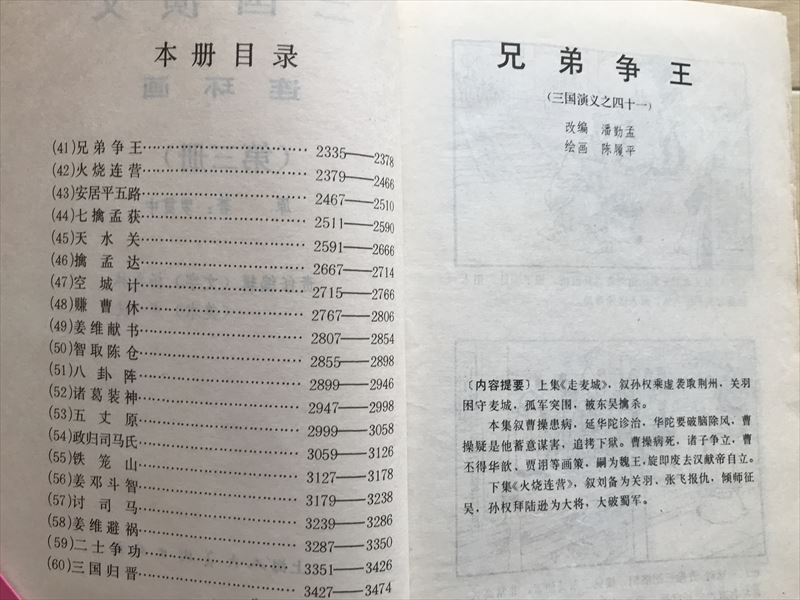 本册目录
(41)兄弟争王……………………2335——2378
(42)火烧连营……………………2379——2466
(43)安居平五路…………………2467——2510
(44)七擒孟获……………………2511——2590
(45)天水关………………………2591——2666
(46)擒孟达………………………2667——2714
(47)空城计………………………2715——2766
(48)赚曹休………………………2767——2806
(49)姜维献书……………………2807——2854
(50)智取陈仓……………………2855——2898
(51)八卦阵………………………2899——2946
(52)诸葛装神……………………2947——2998
(53)五丈原………………………2999——3058
(54)政归司马氏…………………3059——3126
(55)铁笼山………………………3127——3178
(56)姜邓斗智……………………3179——3238
(57)讨司马………………………3239——3286
(58)姜维避祸……………………3287——3350
(59)二士争功……………………3351——3426
(60)三国归晋……………………3427——3474
兄弟争王
(三国演义之四十一)
改编 潘勤孟
绘画 陈履平
〔内容提要〕上集《走麦城》,叙孙权乘虚袭取荆州,关羽
困守麦城,孤军突围,被东吴擒杀。
本集叙曹操患病,延华陀诊治,华陀要破脑除风,曹
操疑是他蓄意谋害,追拷下狱。曹操病死,诸子争立,曹
丕得华歆、贾诩等画策,嗣为魏王,旋即废去汉献帝自立。
下集《火烧连营》,叙刘备为关羽、张飞报仇,倾师征
吴,孙权拜陆逊为大将,大破蜀军。